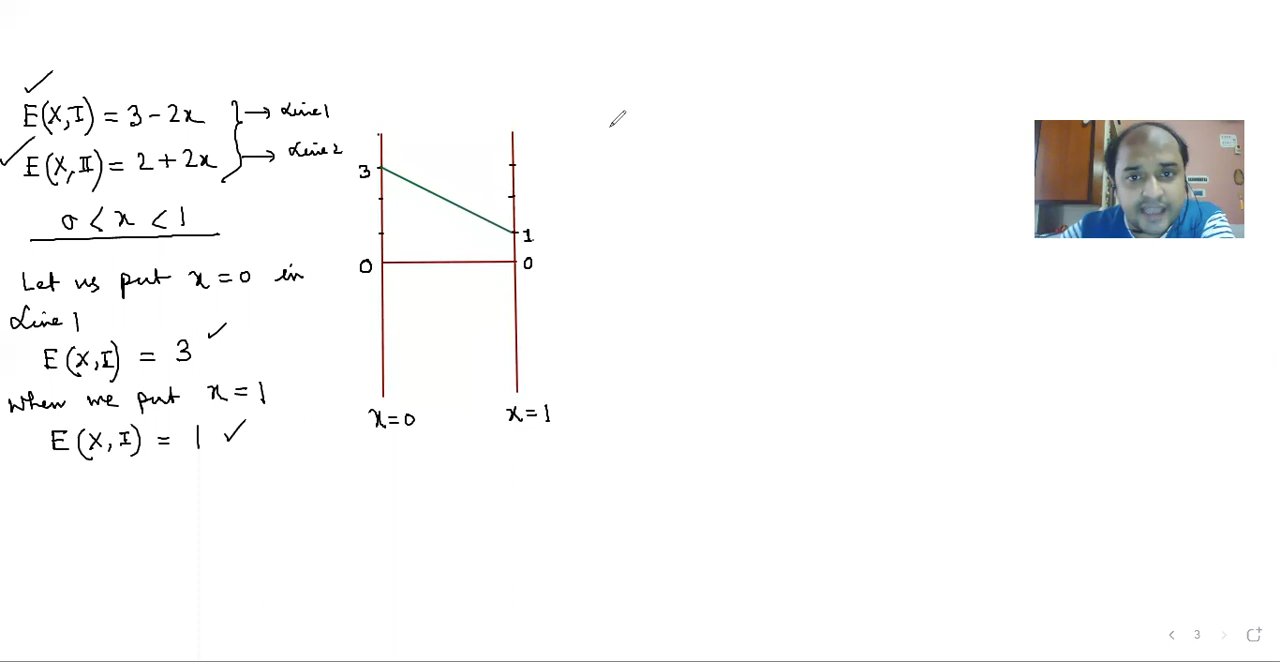 E(X,I) = 3 - 2x } → Line 1
E(X,II) = 2 + 2x } → Line 2
0 < x < 1
Let us put x = 0 in
Line 1
E(X,I) = 3 ✓
When we put x = 1
E(X,I) = 1 ✓
3
1
0
0
x=0
x=1
3